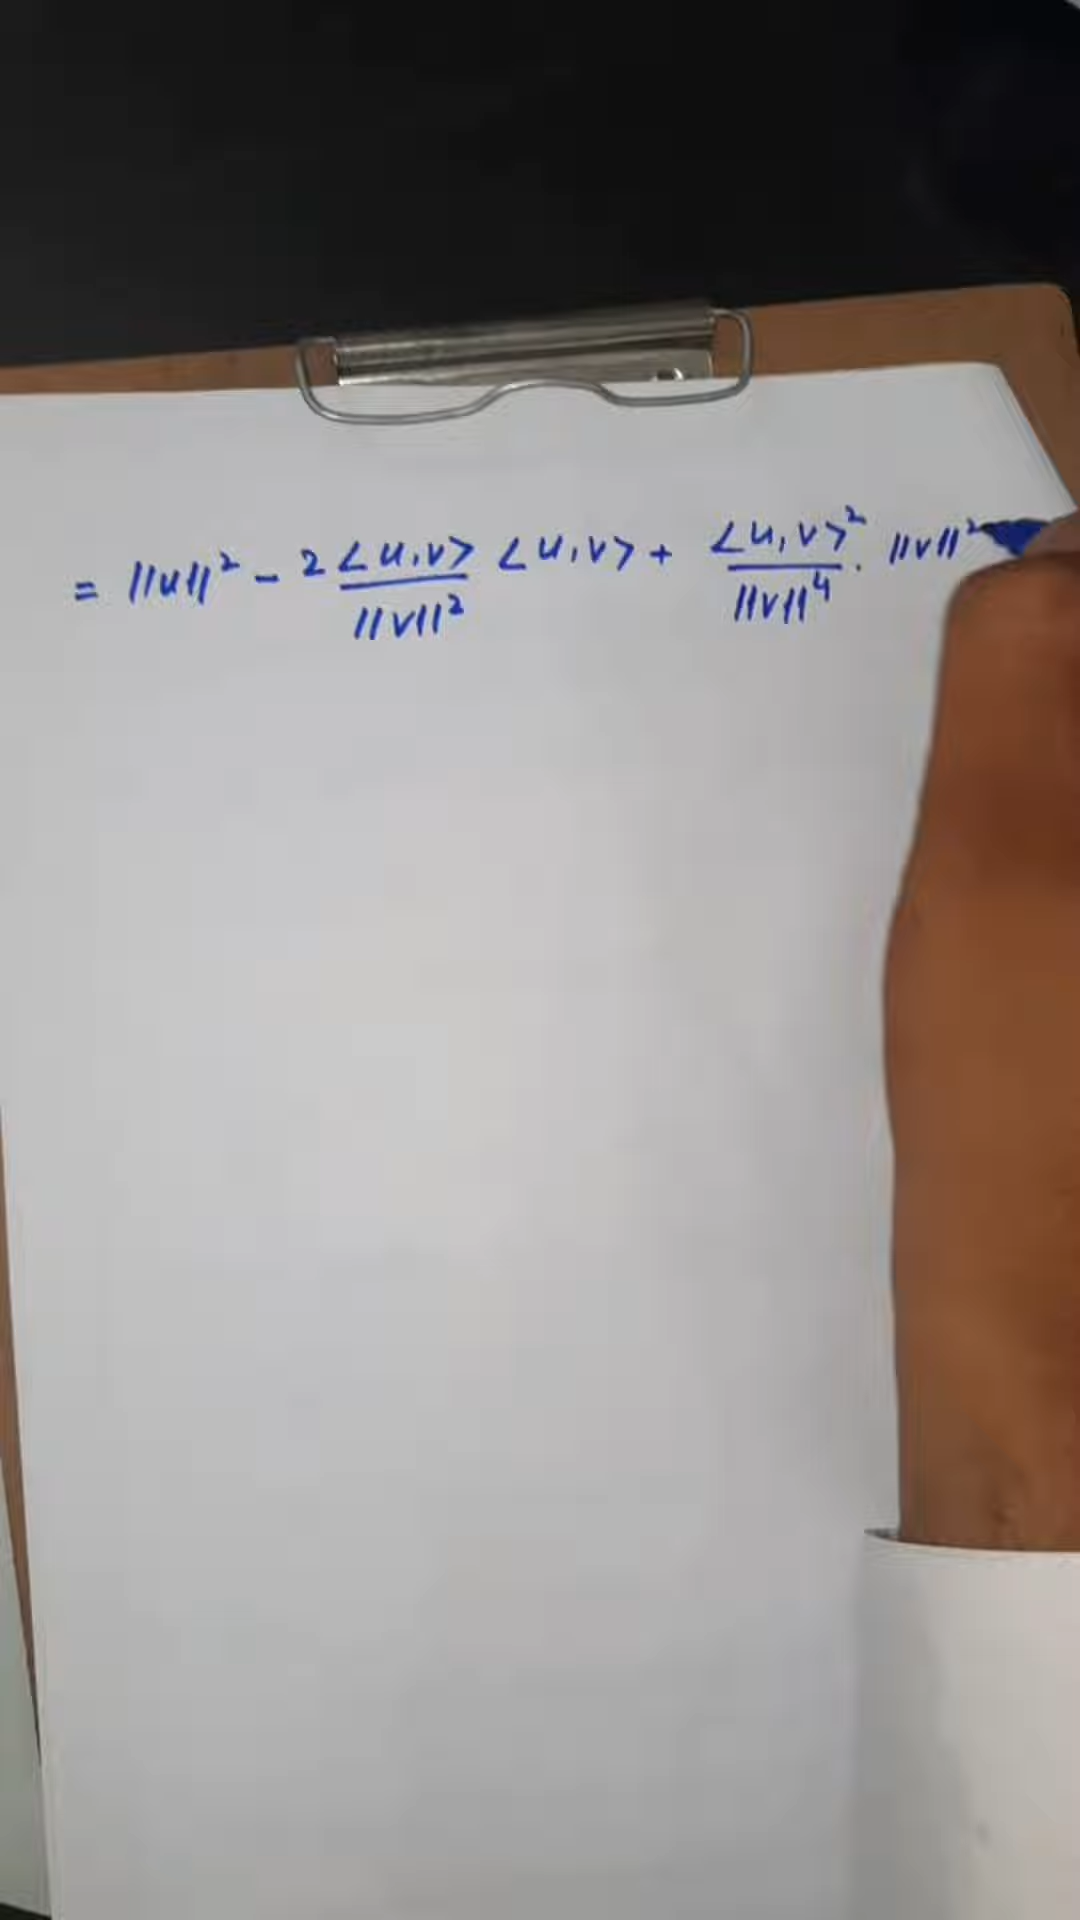 = ||u||² - 2 <u,v>/||v||² <u,v> + <u,v>²/||v||⁴ . ||v||²